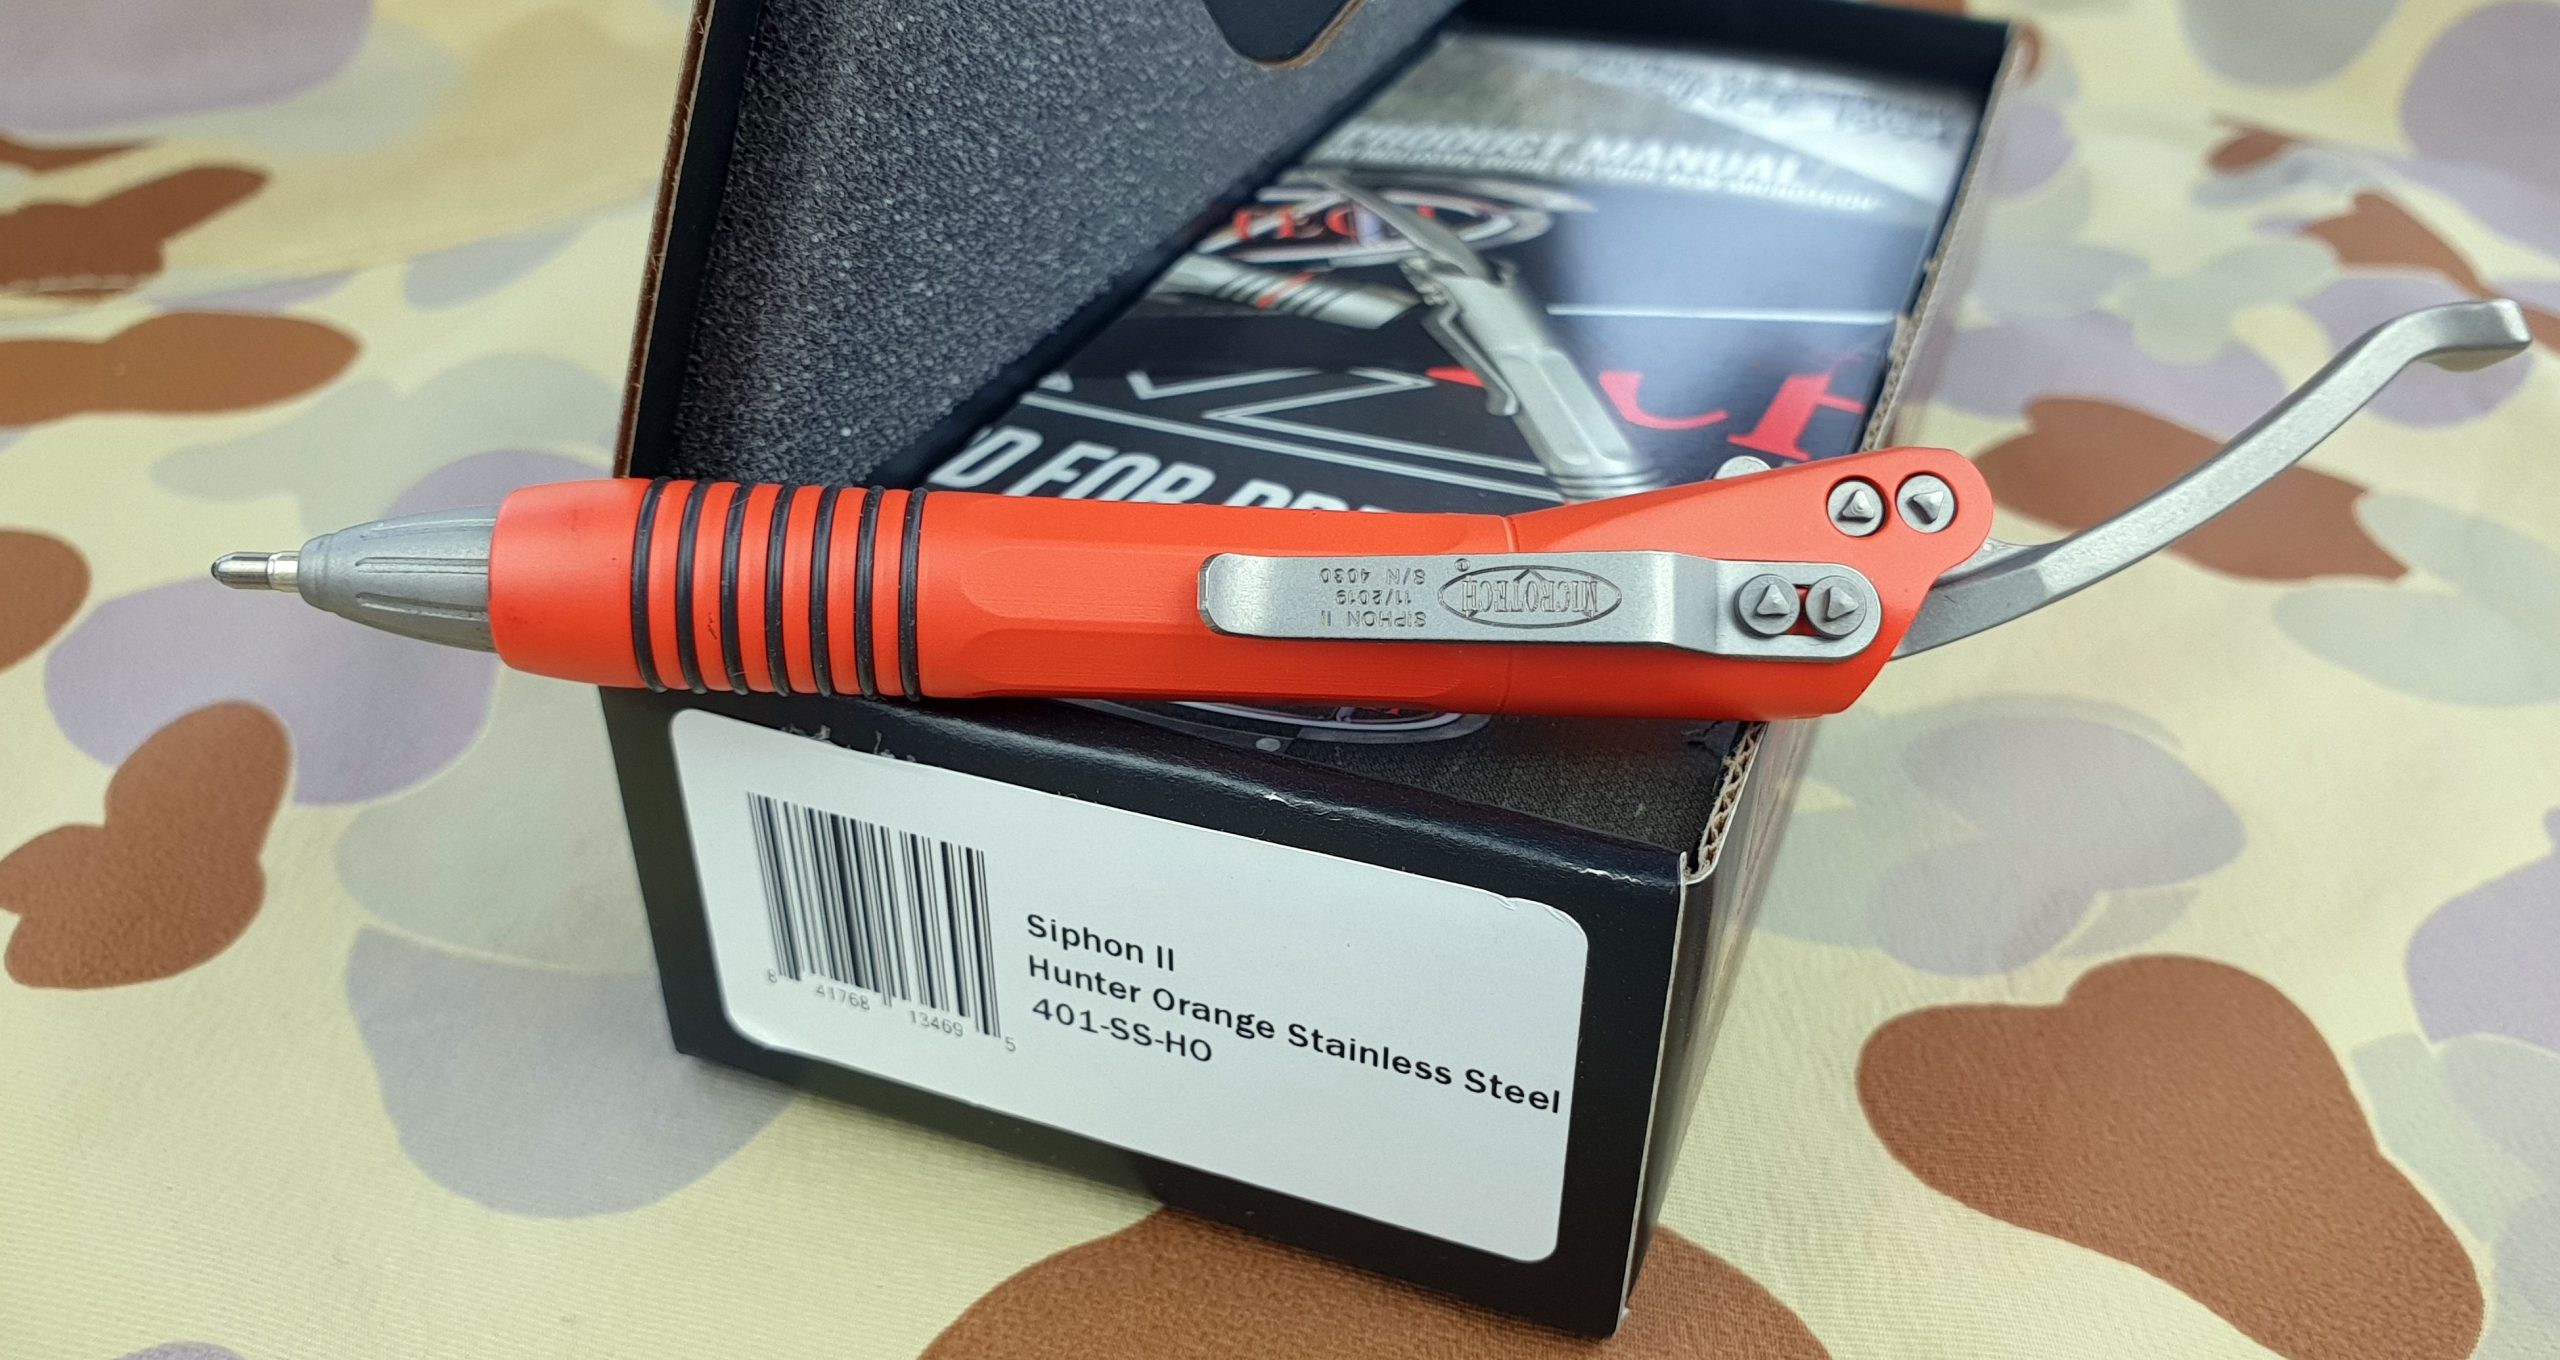 PRODUCT MANUAL
D FOR
MICROTECH®
SIPHON II
11/2019
S/N 4030
Siphon II
Hunter Orange Stainless Steel
401-SS-HO
8 41768 13469 5